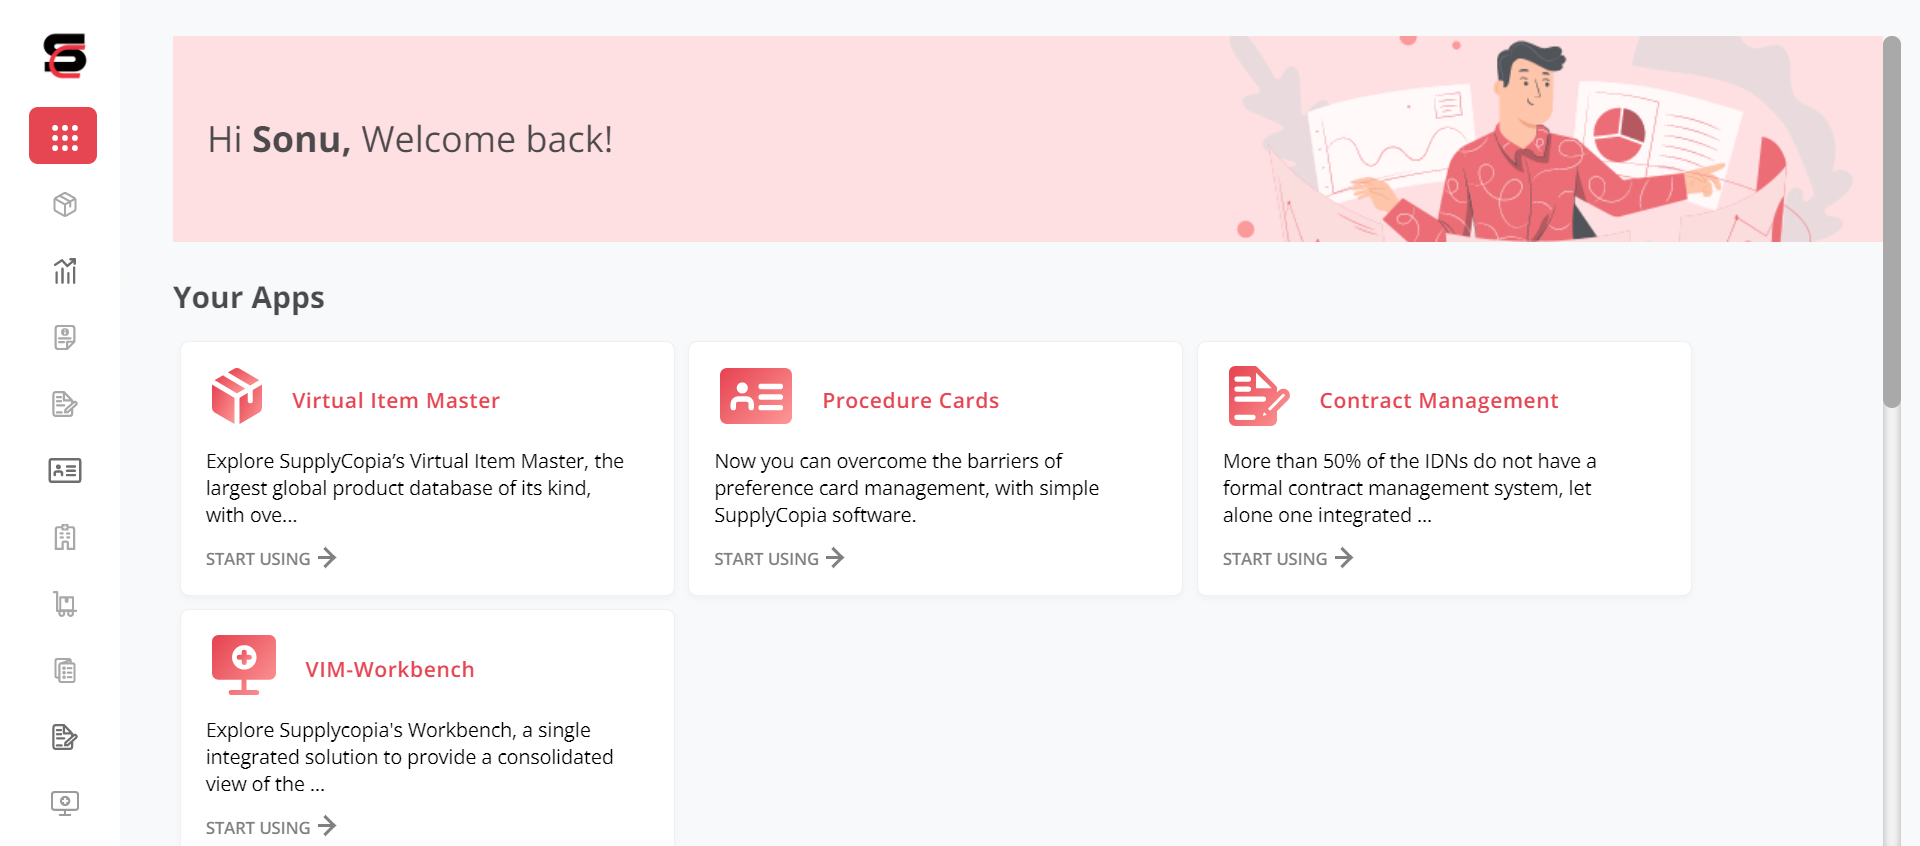 Hi Sonu, Welcome back!
Your Apps
Virtual Item Master
Explore SupplyCopia’s Virtual Item Master, the
largest global product database of its kind,
with ove...
START USING
Procedure Cards
Now you can overcome the barriers of
preference card management, with simple
SupplyCopia software.
START USING
Contract Management
More than 50% of the IDNs do not have a
formal contract management system, let
alone one integrated ...
START USING
VIM-Workbench
Explore Supplycopia's Workbench, a single
integrated solution to provide a consolidated
view of the ...
START USING